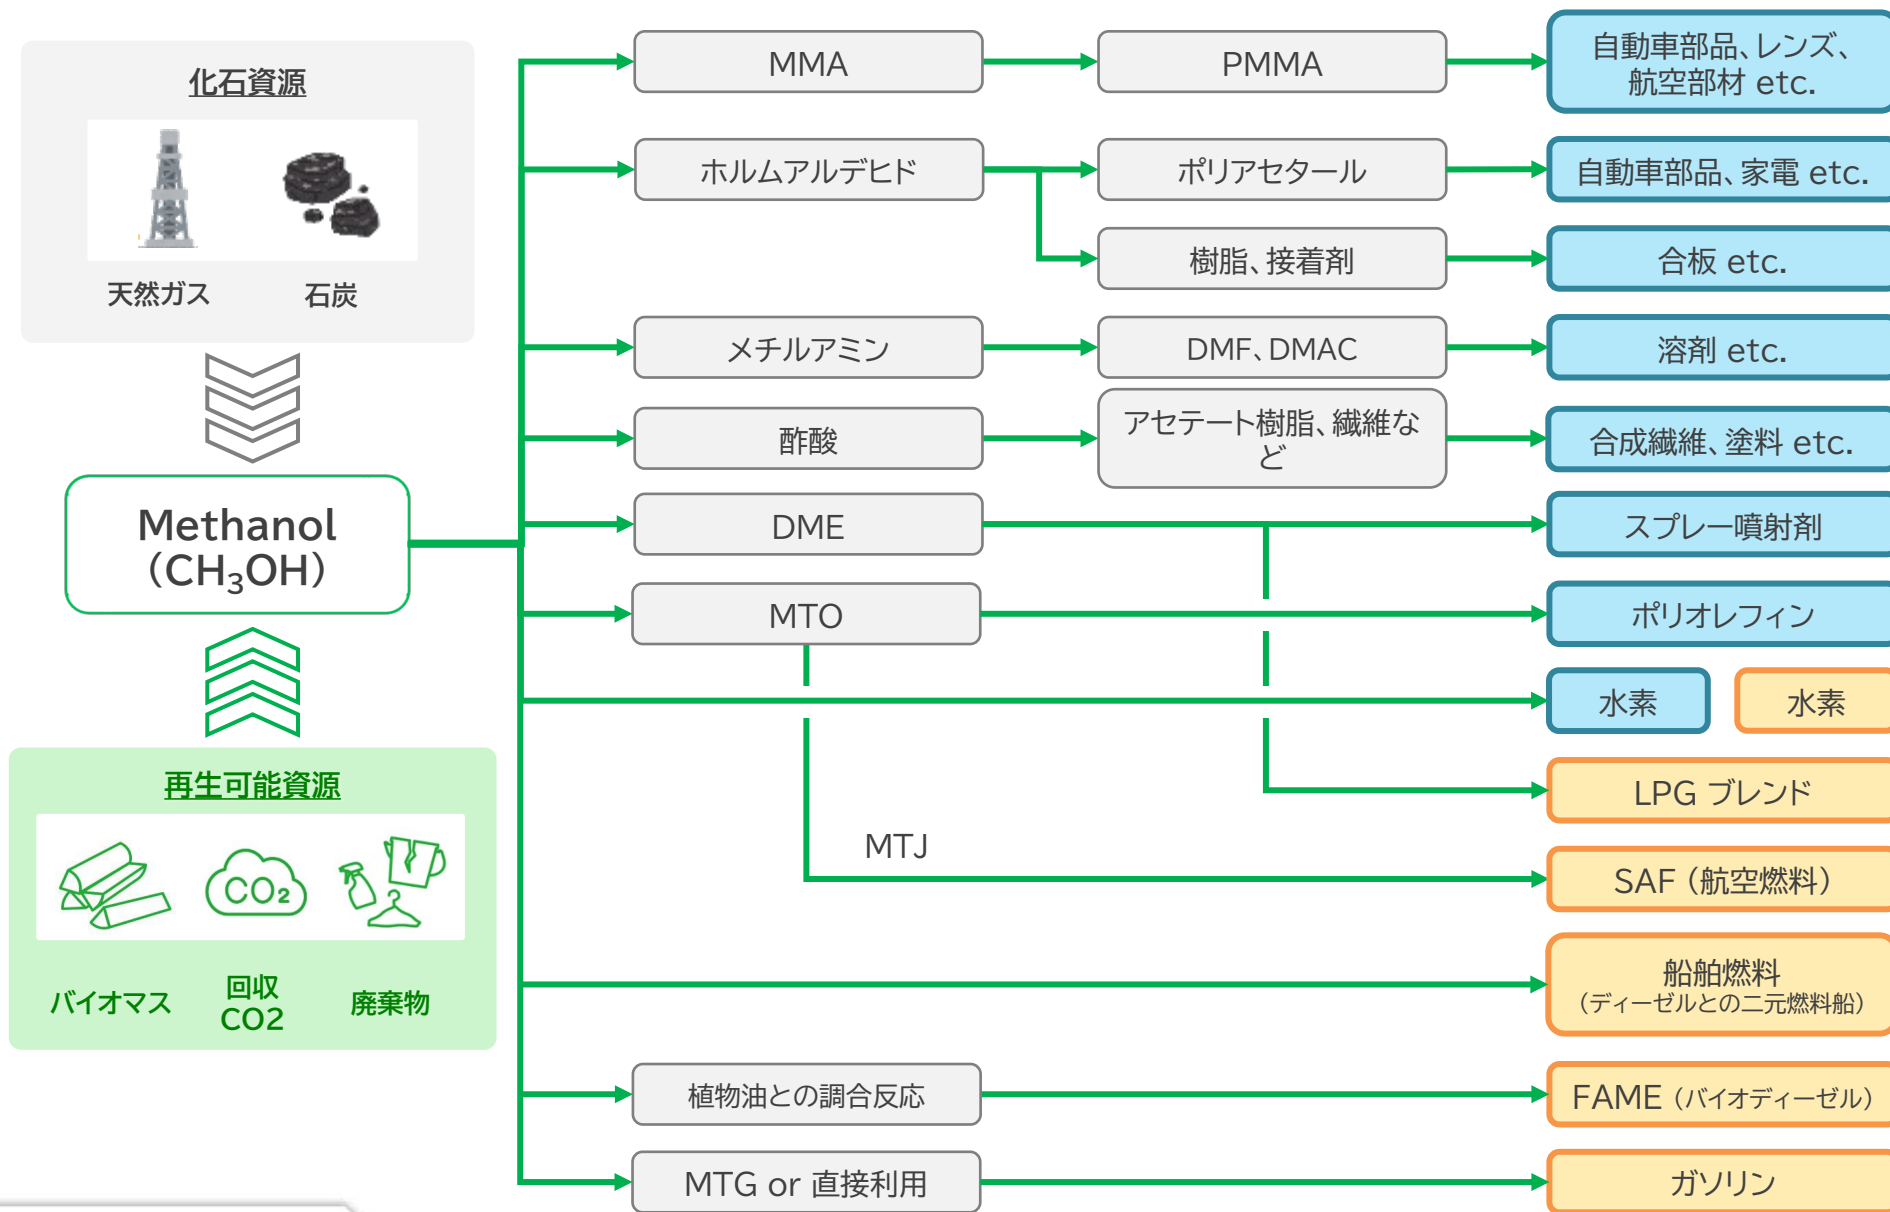 化石資源
天然ガス
石炭
Methanol
(CH₃OH)
再生可能資源
CO₂
バイオマス
回収
CO2
廃棄物
MMA
PMMA
自動車部品、レンズ、
航空部材 etc.
ホルムアルデヒド
ポリアセタール
自動車部品、家電 etc.
樹脂、接着剤
合板 etc.
メチルアミン
DMF、DMAC
溶剤 etc.
酢酸
アセテート樹脂、繊維な
ど
合成繊維、塗料 etc.
DME
スプレー噴射剤
MTO
ポリオレフィン
水素
水素
LPG ブレンド
MTJ
SAF（航空燃料）
船舶燃料
（ディーゼルとの二元燃料船）
植物油との調合反応
FAME（バイオディーゼル）
MTG or 直接利用
ガソリン